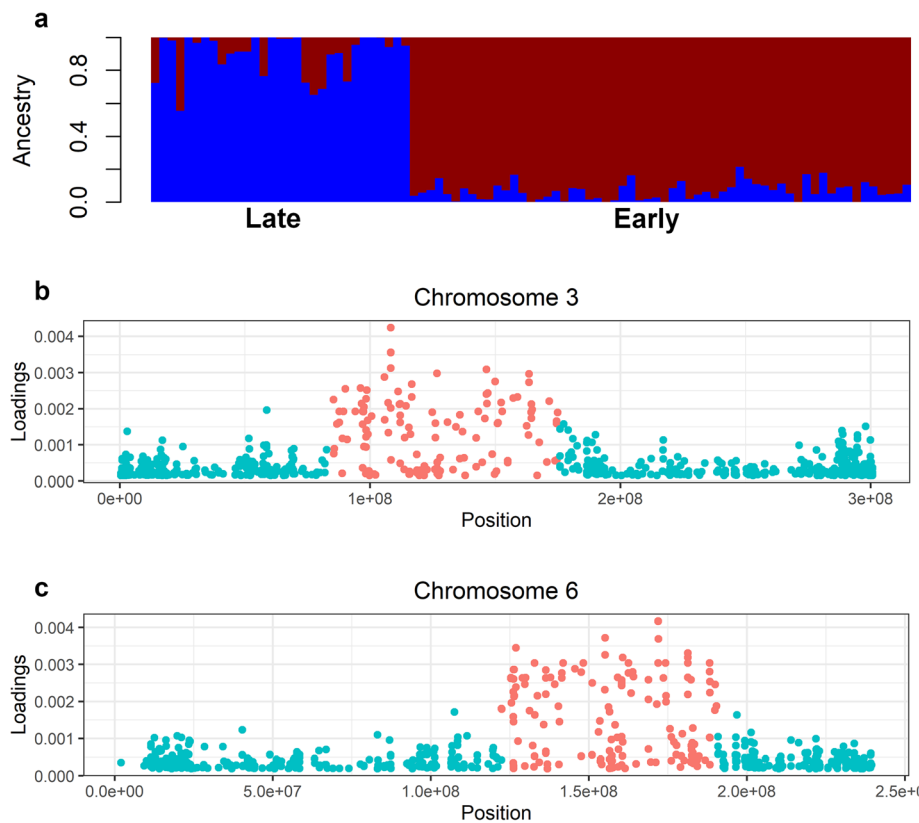 a
Ancestry
0.8
0.4
0.0
Late Early
b
Chromosome 3
Loadings
0.004
0.003
0.002
0.001
0.000
0e+00 1e+08 2e+08 3e+08
Position
c
Chromosome 6
Loadings
0.004
0.003
0.002
0.001
0.000
0.0e+00 5.0e+07 1.0e+08 1.5e+08 2.0e+08 2.5e+0
Position